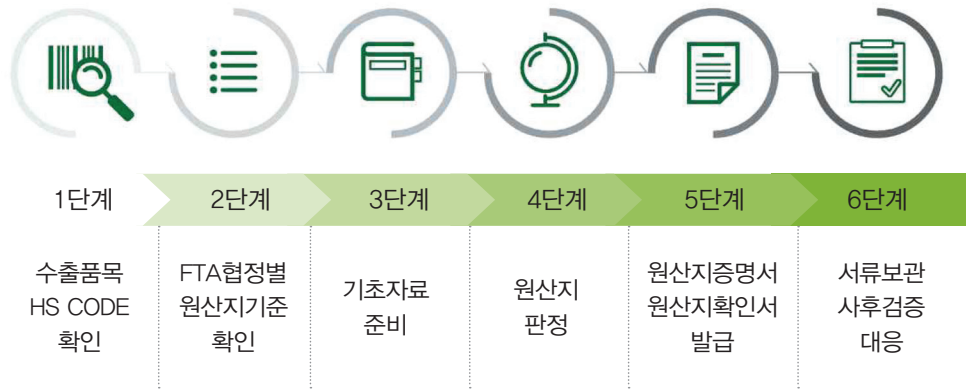 1단계
2단계
3단계
4단계
5단계
6단계
수출품목
HS CODE
확인
FTA협정별
원산지기준
확인
기초자료
준비
원산지
판정
원산지증명서
원산지확인서
발급
서류보관
사후검증
대응